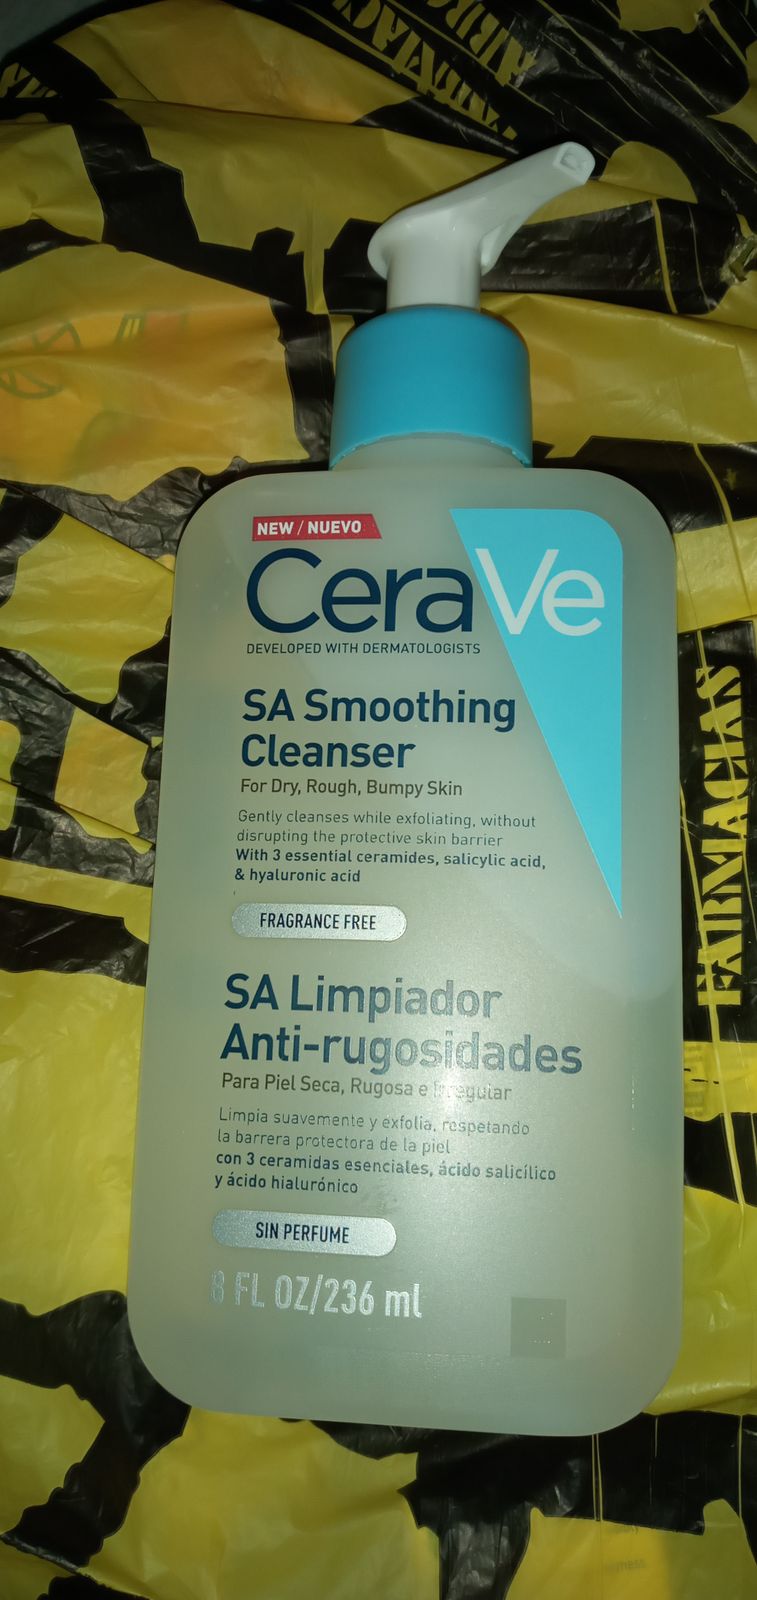 FARMACIAS
NEW / NUEVO
CeraVe
DEVELOPED WITH DERMATOLOGISTS
SA Smoothing
Cleanser
For Dry, Rough, Bumpy Skin
Gently cleanses while exfoliating, without
disrupting the protective skin barrier
With 3 essential ceramides, salicylic acid,
& hyaluronic acid
FRAGRANCE FREE
SA Limpiador
Anti-rugosidades
Para Piel Seca, Rugosa e Irregular
Limpia suavemente y exfolia, respetando
la barrera protectora de la piel
con 3 ceramidas esenciales, ácido salicílico
y ácido hialurónico
SIN PERFUME
8 FL OZ/236 ml